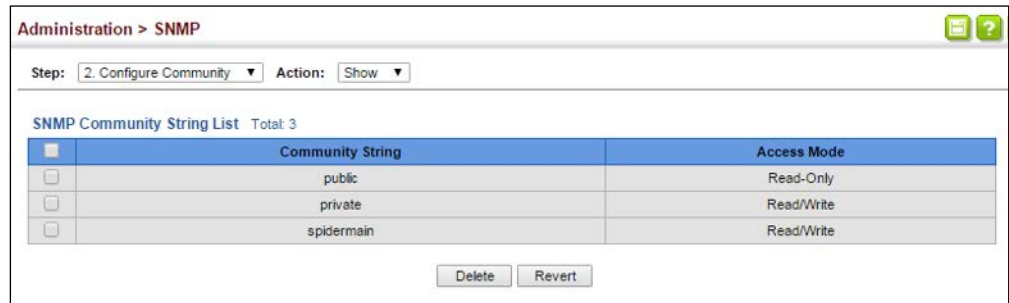 Administration > SNMP
?
Step: 2. Configure Community Action: Show
SNMP Community String List Total: 3
Community String Access Mode
public Read-Only
private Read/Write
spidermain Read/Write
Delete Revert